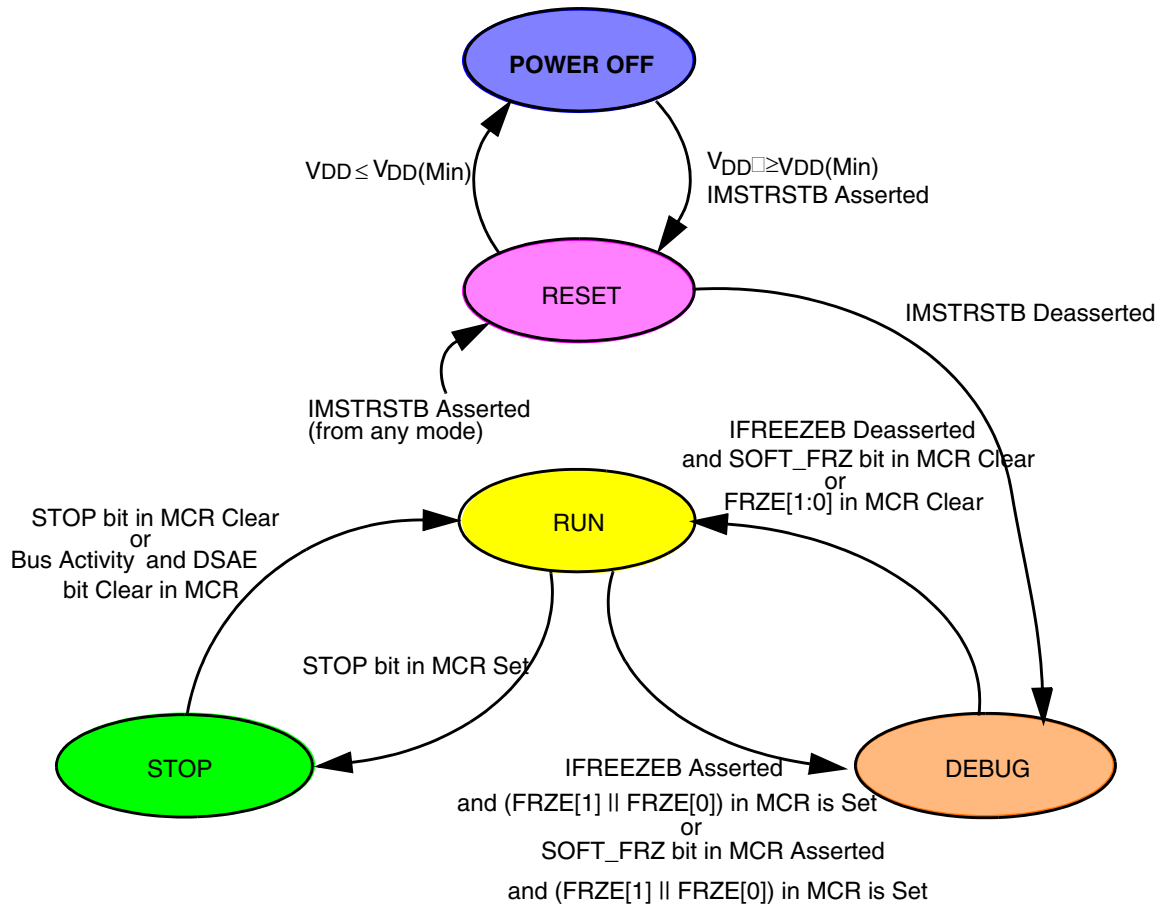 POWER OFF
VDD ≤ VDD(Min)
VDD□≥VDD(Min)
IMSTRSTB Asserted
RESET
IMSTRSTB Deasserted
IMSTRSTB Asserted
(from any mode)
IFREEZEB Deasserted
and SOFT_FRZ bit in MCR Clear
or
FRZE[1:0] in MCR Clear
STOP bit in MCR Clear
or
Bus Activity and DSAE
bit Clear in MCR
RUN
STOP bit in MCR Set
STOP
DEBUG
IFREEZEB Asserted
and (FRZE[1] || FRZE[0]) in MCR is Set
or
SOFT_FRZ bit in MCR Asserted
and (FRZE[1] || FRZE[0]) in MCR is Set